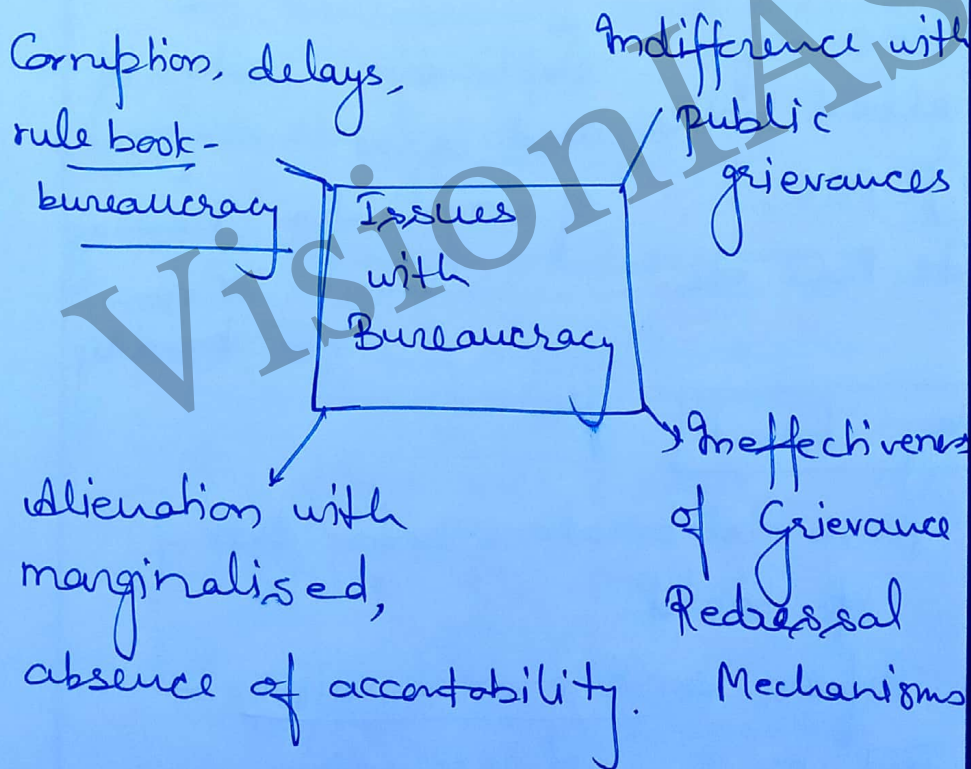 Corruption, delays,
rule book-
bureaucracy
Indifference with
public
grievances
Issues
with
Bureaucracy
Alienation with
marginalised,
absence of accontability.
Ineffectiveness
of Grievance
Redressal
Mechanisms
VisionIAS